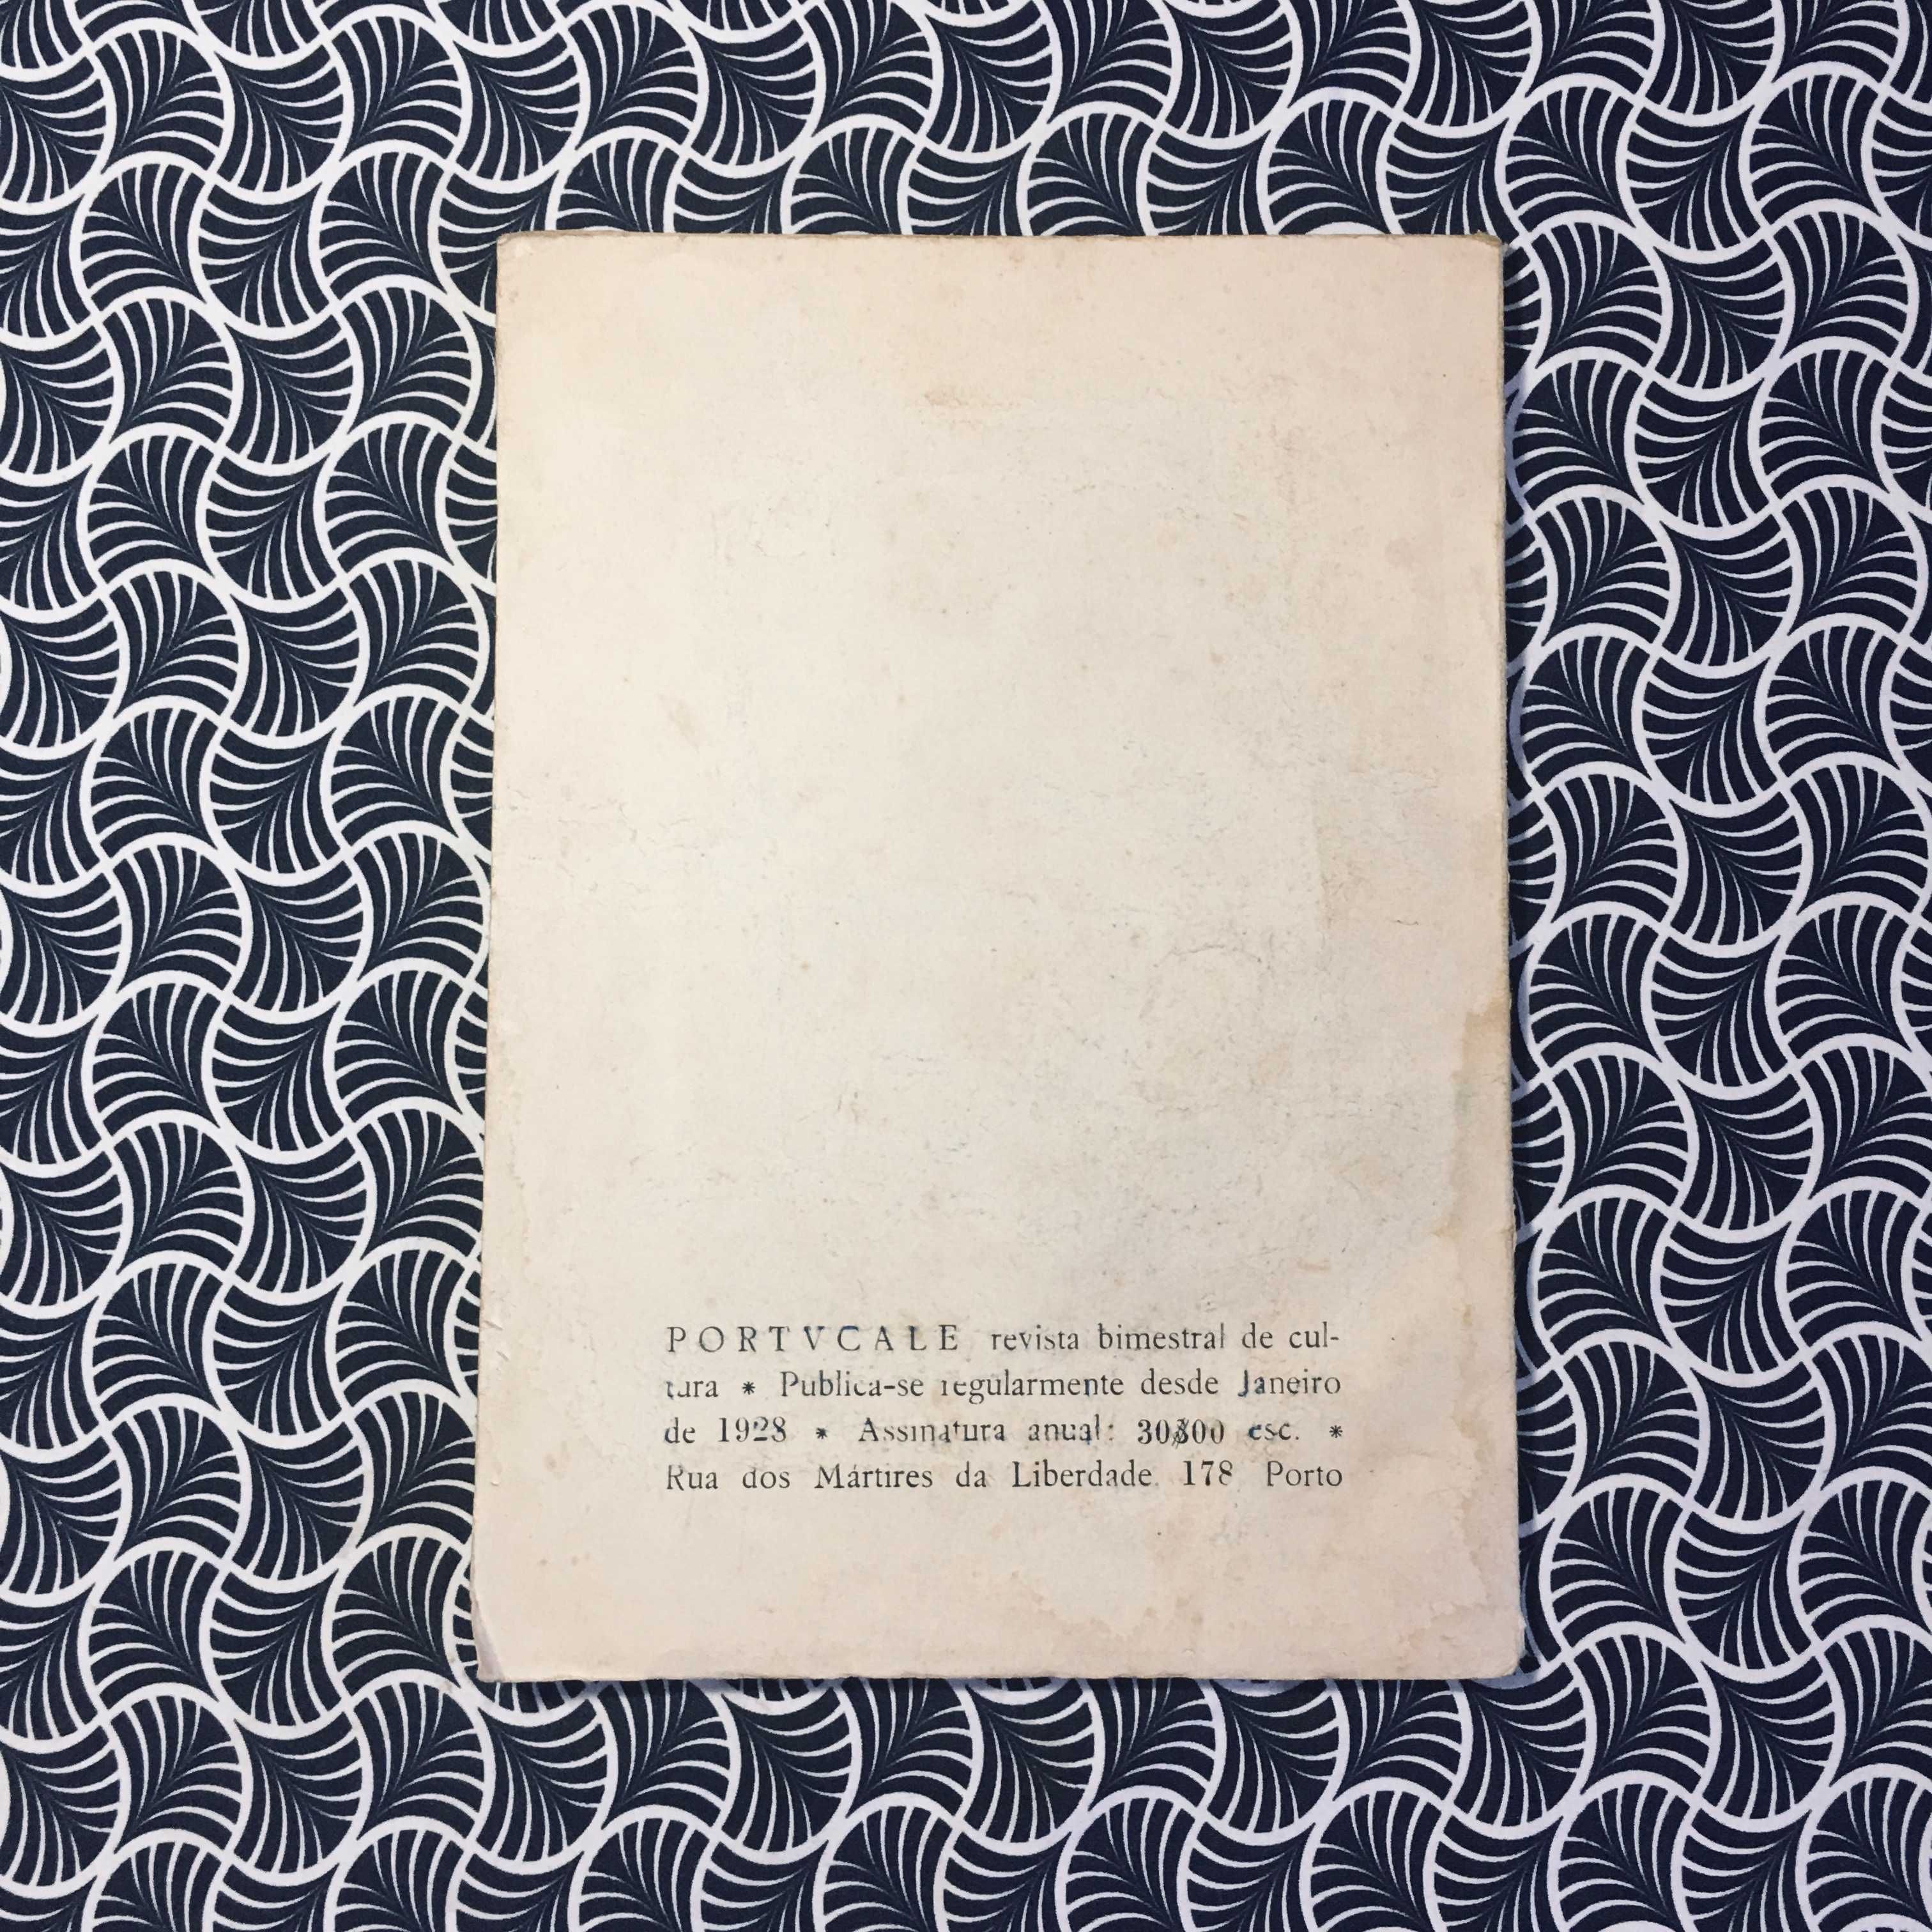 PORTVCALE revista bimestral de cul-
tura * Publica-se regularmente desde Janeiro
de 1928 * Assinatura anual: 30$00 esc. *
Rua dos Mártires da Liberdade, 178 Porto